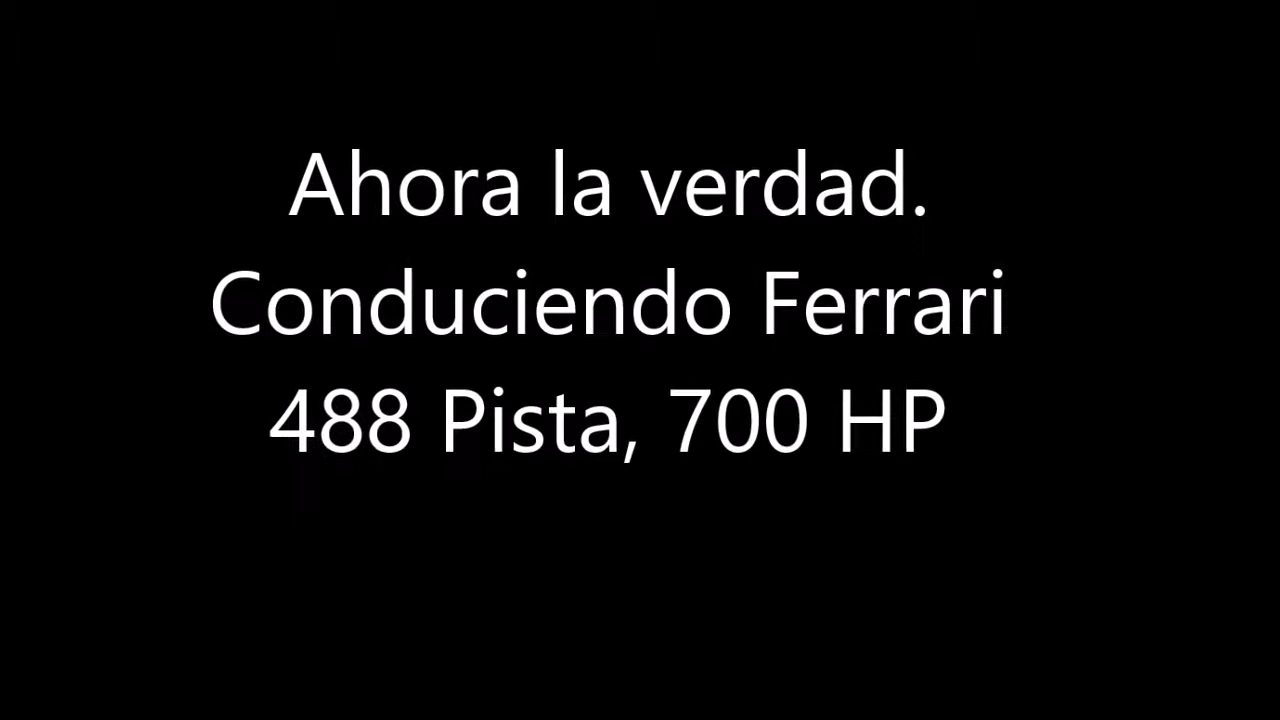 Ahora la verdad.
Conduciendo Ferrari
488 Pista, 700 HP